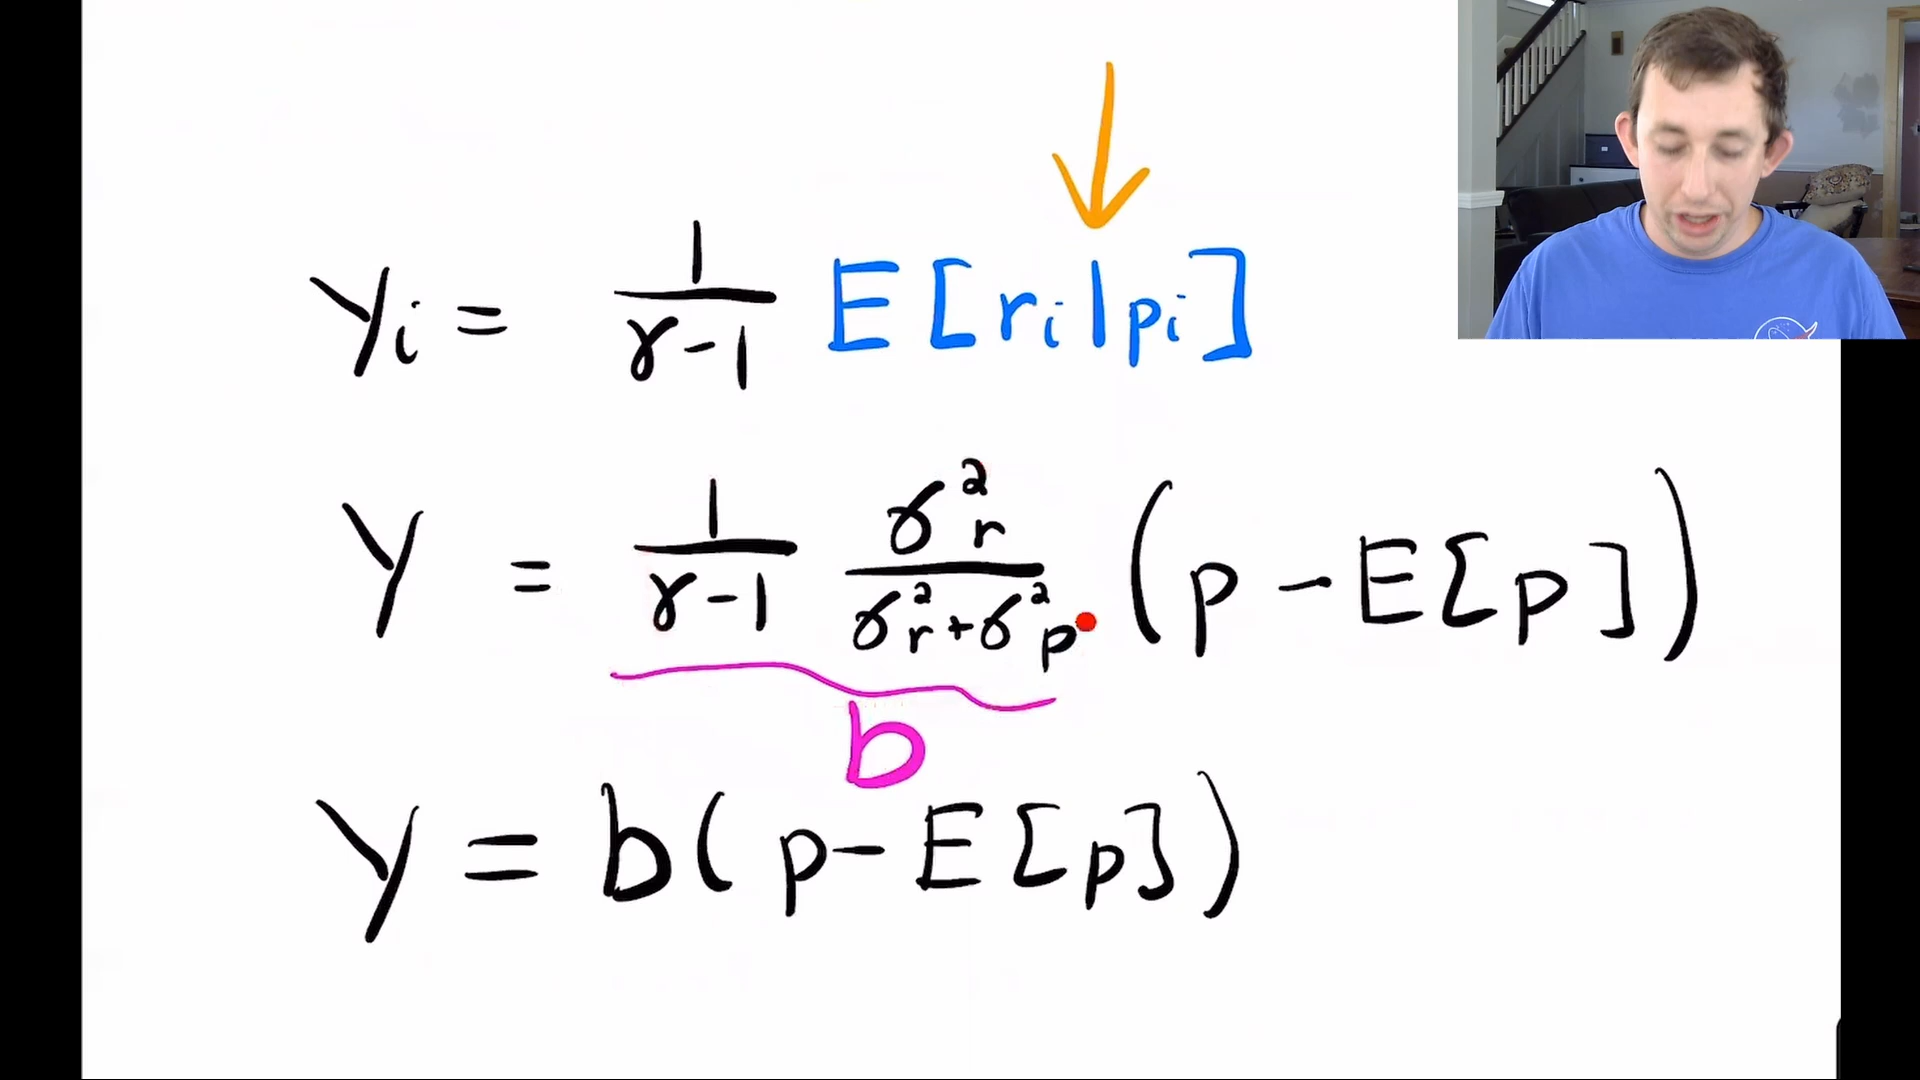 yᵢ = 1/(γ-1) E[rᵢ|pᵢ]
y = 1/(γ-1) σ²r/(σ²r+σ²p) (p-E[p])
b
y = b(p-E[p])